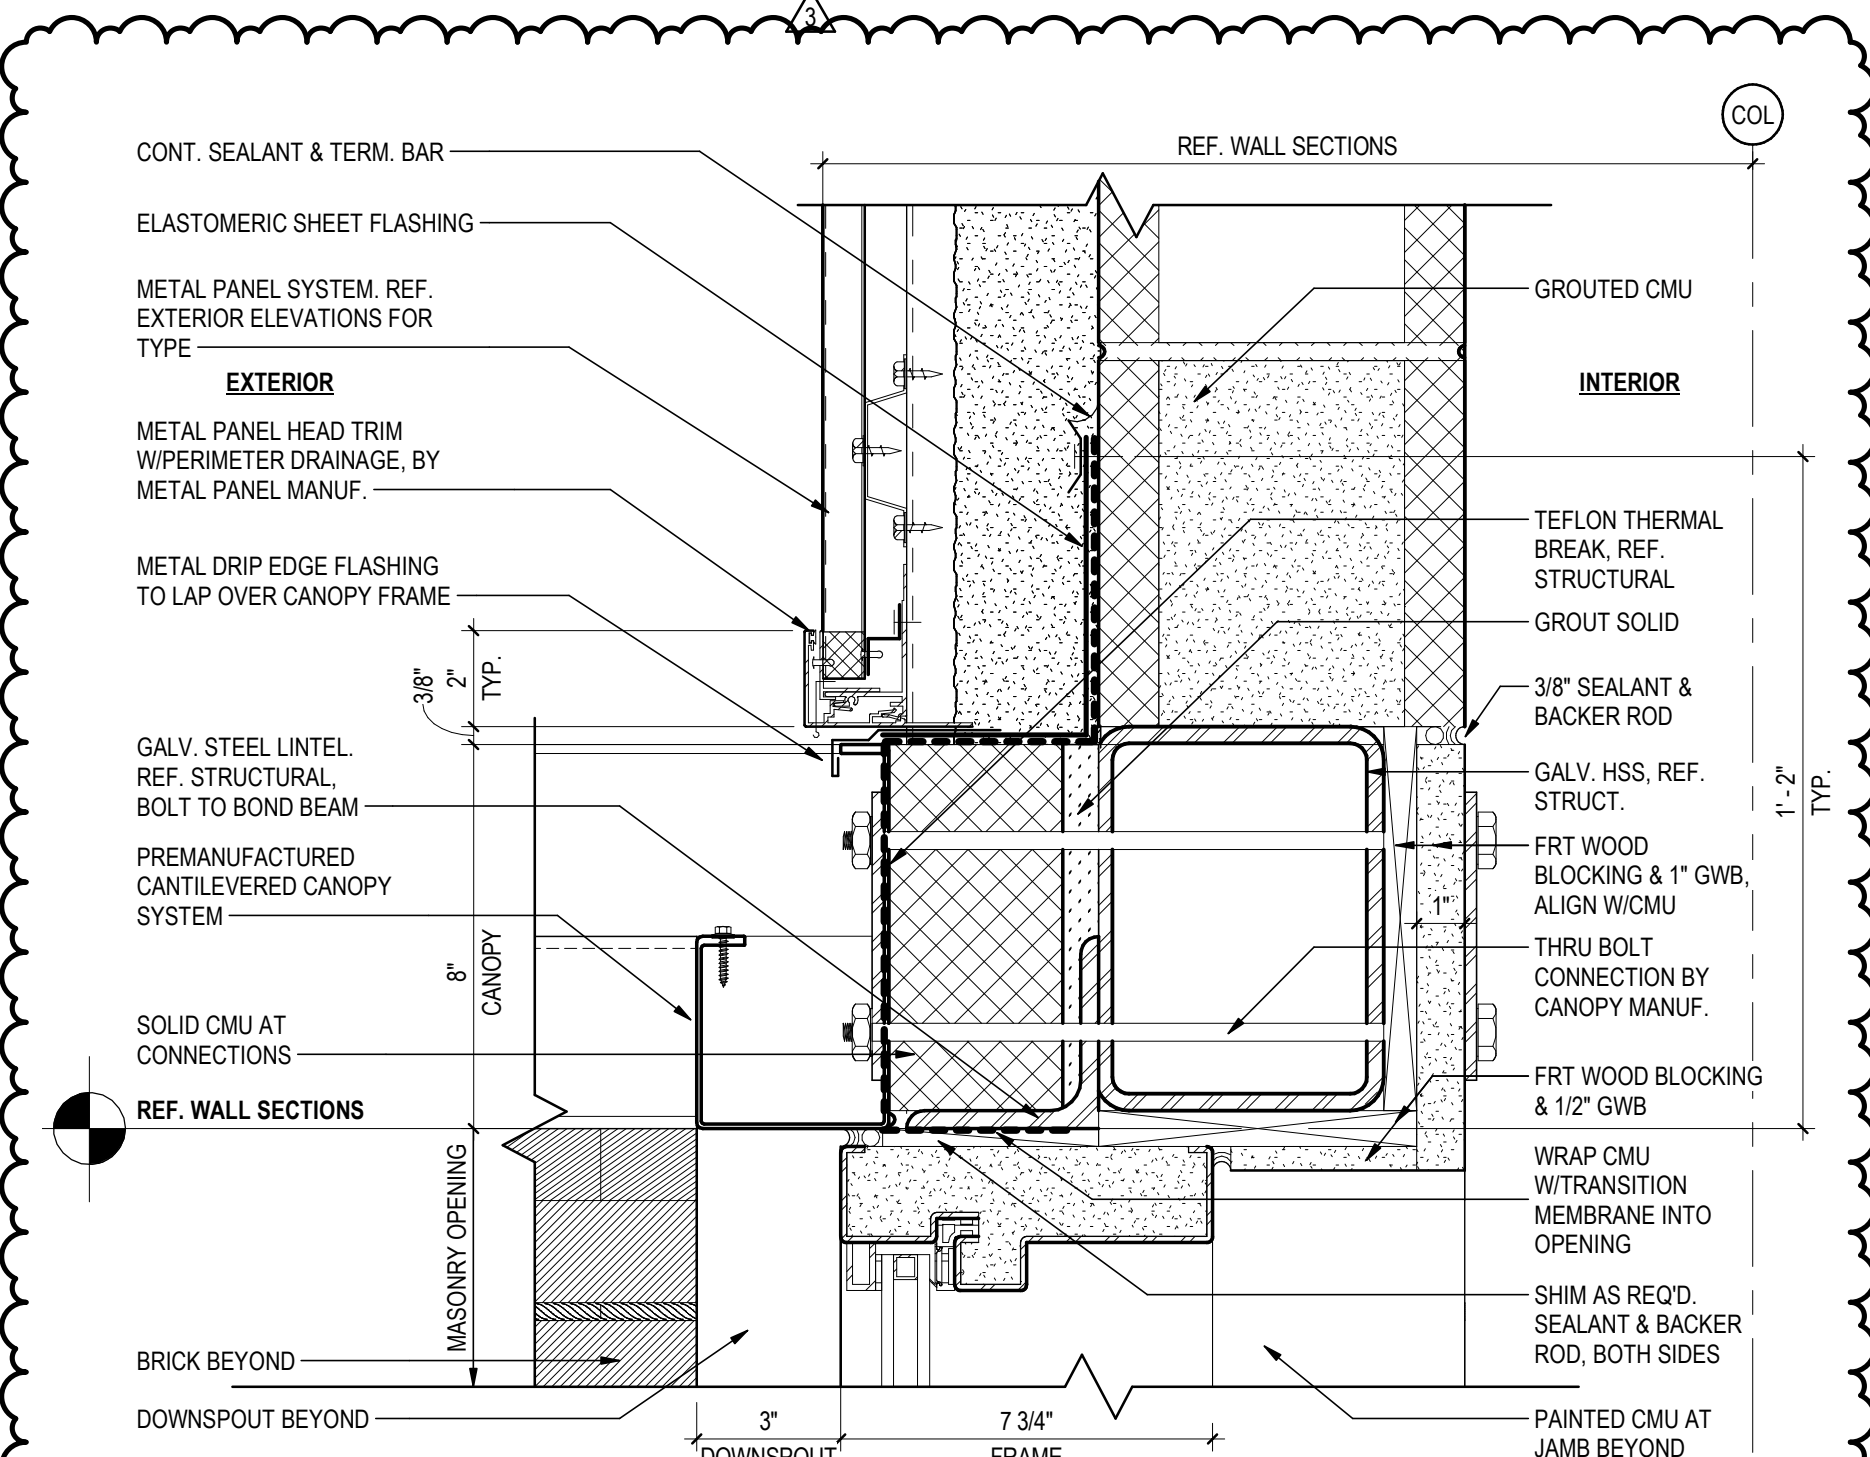 3
COL
REF. WALL SECTIONS
CONT. SEALANT & TERM. BAR
ELASTOMERIC SHEET FLASHING
METAL PANEL SYSTEM. REF.
EXTERIOR ELEVATIONS FOR
TYPE
EXTERIOR
METAL PANEL HEAD TRIM
W/PERIMETER DRAINAGE, BY
METAL PANEL MANUF.
METAL DRIP EDGE FLASHING
TO LAP OVER CANOPY FRAME
3/8"
2"
TYP.
GALV. STEEL LINTEL.
REF. STRUCTURAL,
BOLT TO BOND BEAM
PREMANUFACTURED
CANTILEVERED CANOPY
SYSTEM
8"
CANOPY
SOLID CMU AT
CONNECTIONS
REF. WALL SECTIONS
MASONRY OPENING
BRICK BEYOND
DOWNSPOUT BEYOND
3"
DOWNSPOUT
7 3/4"
FRAME
GROUTED CMU
INTERIOR
TEFLON THERMAL
BREAK, REF.
STRUCTURAL
GROUT SOLID
3/8" SEALANT &
BACKER ROD
GALV. HSS, REF.
STRUCT.
1' - 2"
TYP.
FRT WOOD
BLOCKING & 1" GWB,
ALIGN W/CMU
1"
THRU BOLT
CONNECTION BY
CANOPY MANUF.
FRT WOOD BLOCKING
& 1/2" GWB
WRAP CMU
W/TRANSITION
MEMBRANE INTO
OPENING
SHIM AS REQ'D.
SEALANT & BACKER
ROD, BOTH SIDES
PAINTED CMU AT
JAMB BEYOND